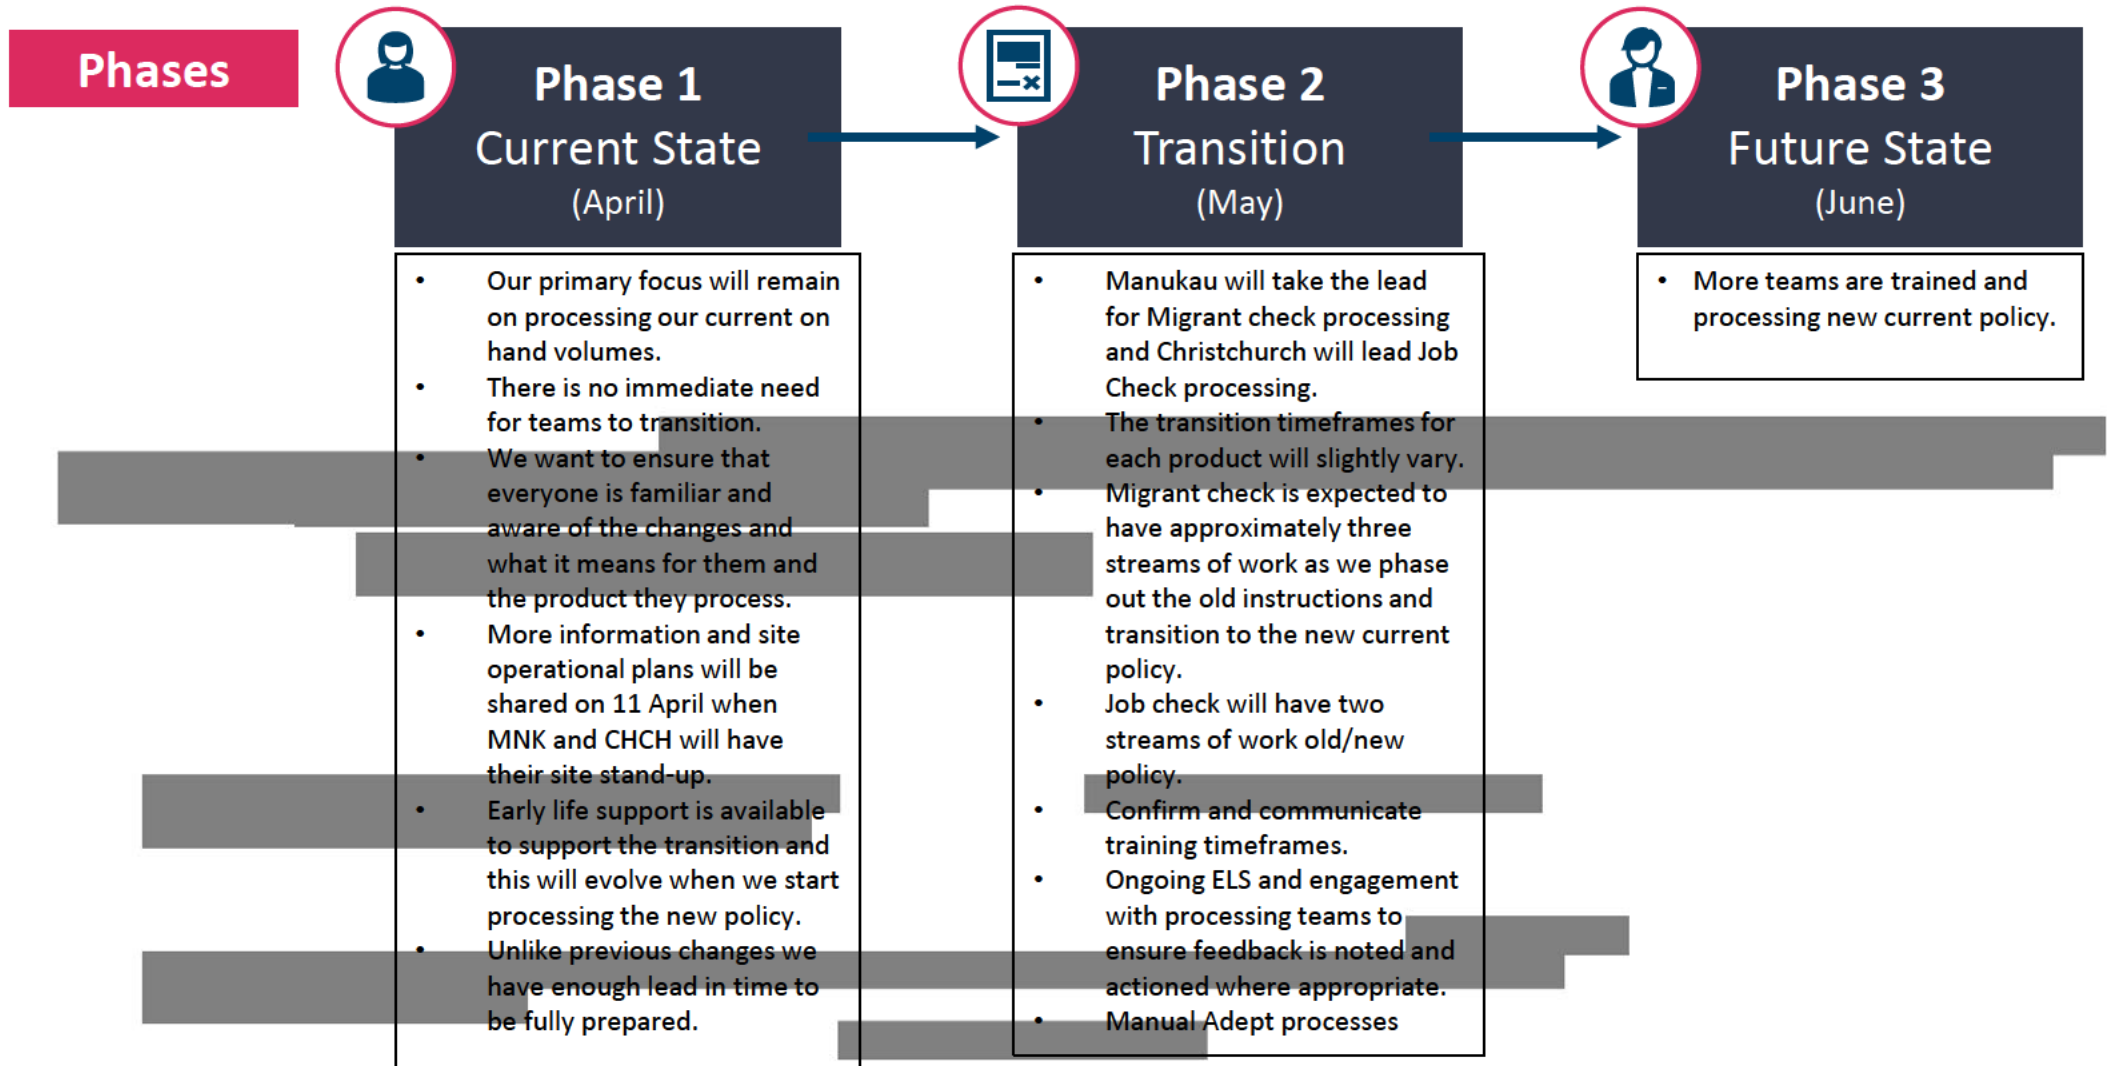 Phases
Phase 1
Current State
(April)
• Our primary focus will remain
on processing our current on
hand volumes.
• There is no immediate need
for teams to transition.
• We want to ensure that
everyone is familiar and
aware of the changes and
what it means for them and
the product they process.
• More information and site
operational plans will be
shared on 11 April when
MNK and CHCH will have
their site stand-up.
• Early life support is available
to support the transition and
this will evolve when we start
processing the new policy.
• Unlike previous changes we
have enough lead in time to
be fully prepared.
Phase 2
Transition
(May)
• Manukau will take the lead
for Migrant check processing
and Christchurch will lead Job
Check processing.
• The transition timeframes for
each product will slightly vary.
• Migrant check is expected to
have approximately three
streams of work as we phase
out the old instructions and
transition to the new current
policy.
• Job check will have two
streams of work old/new
policy.
• Confirm and communicate
training timeframes.
• Ongoing ELS and engagement
with processing teams to
ensure feedback is noted and
actioned where appropriate.
• Manual Adept processes
Phase 3
Future State
(June)
• More teams are trained and
processing new current policy.